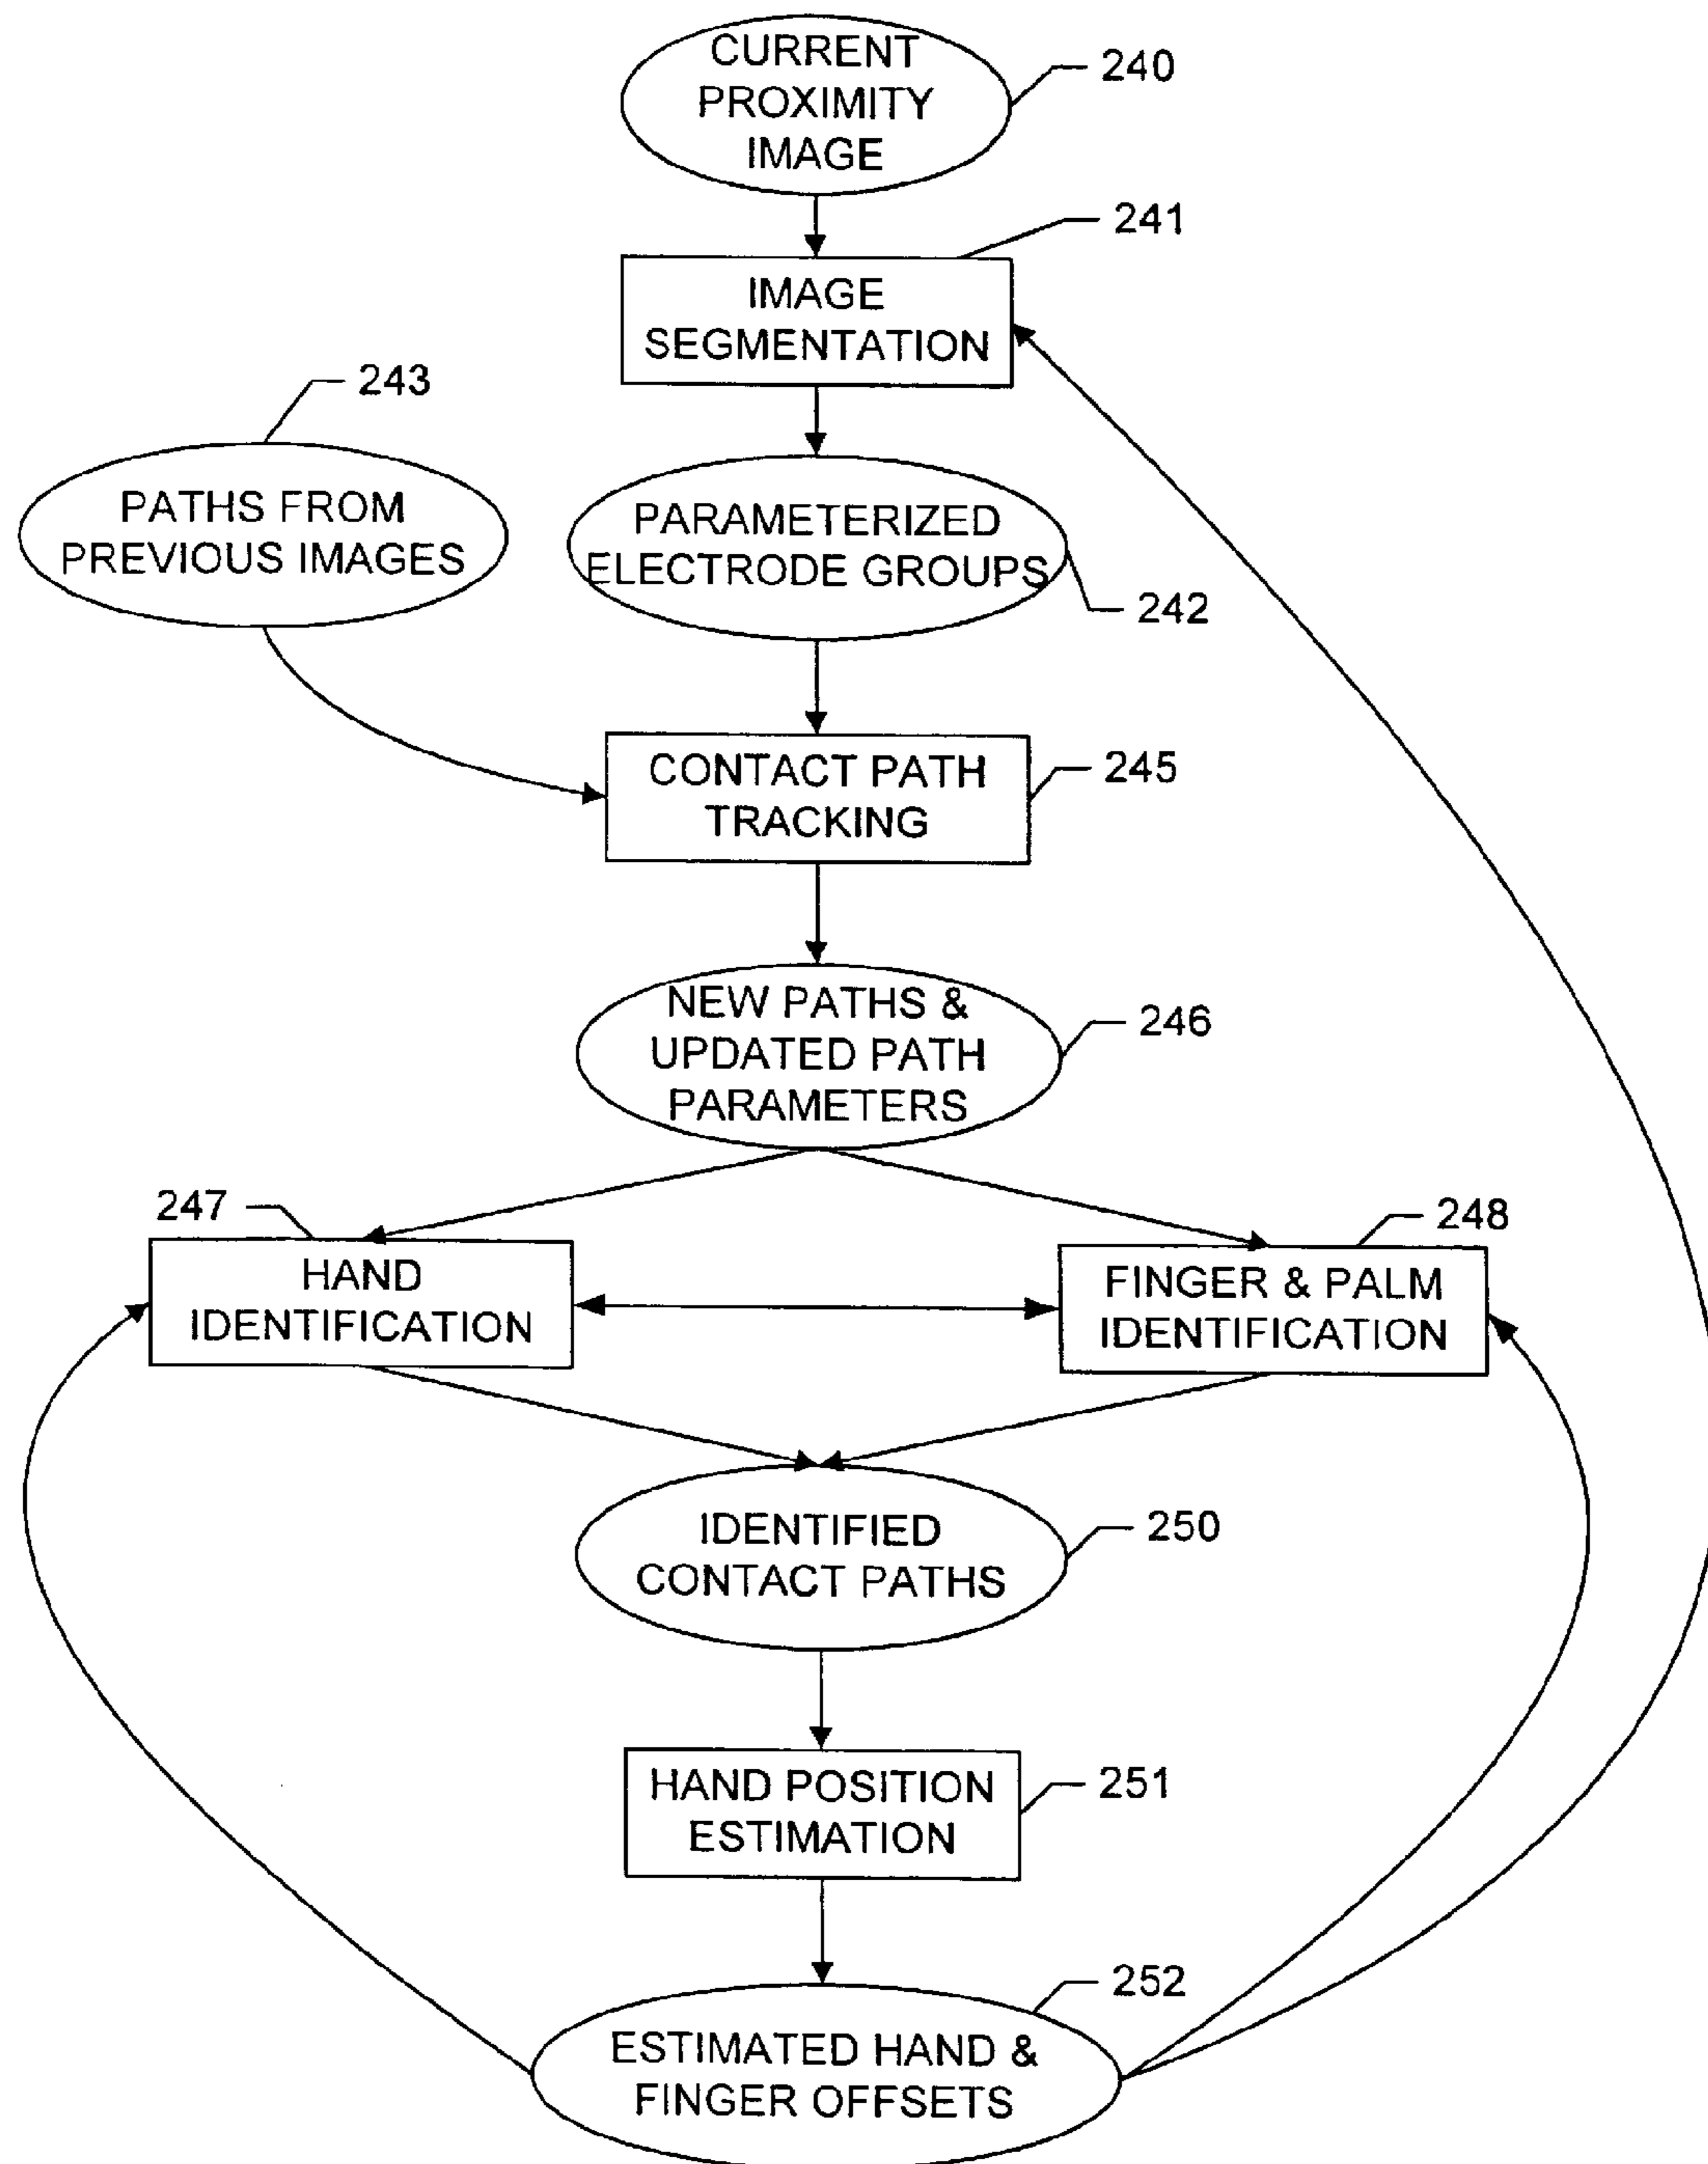 CURRENT
PROXIMITY
IMAGE
240
241
IMAGE
SEGMENTATION
243
PATHS FROM
PREVIOUS IMAGES
PARAMETERIZED
ELECTRODE GROUPS
242
CONTACT PATH
TRACKING
245
NEW PATHS &
UPDATED PATH
PARAMETERS
246
247
HAND
IDENTIFICATION
248
FINGER & PALM
IDENTIFICATION
IDENTIFIED
CONTACT PATHS
250
HAND POSITION
ESTIMATION
251
252
ESTIMATED HAND &
FINGER OFFSETS